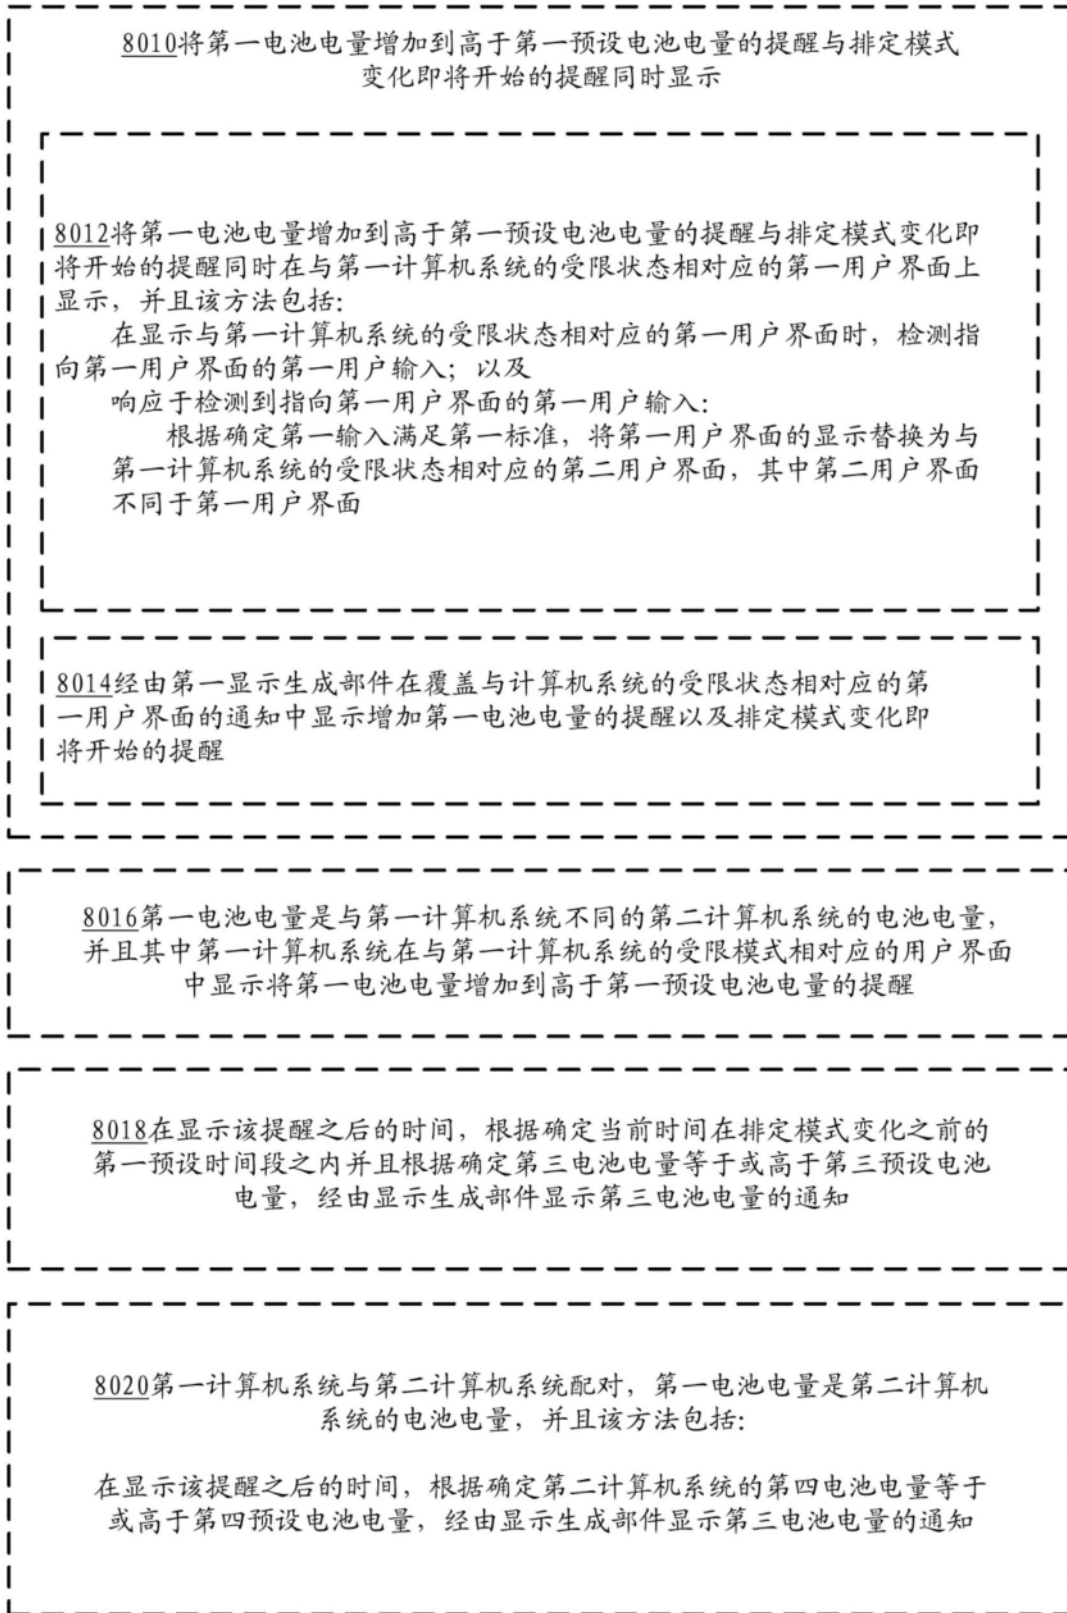 8010将第一电池电量增加到高于第一预设电池电量的提醒与排定模式
变化即将开始的提醒同时显示
8012将第一电池电量增加到高于第一预设电池电量的提醒与排定模式变化即
将开始的提醒同时在与第一计算机系统的受限状态相对应的第一用户界面上
显示，并且该方法包括：
在显示与第一计算机系统的受限状态相对应的第一用户界面时，检测指
向第一用户界面的第一用户输入；以及
响应于检测到指向第一用户界面的第一用户输入：
根据确定第一输入满足第一标准，将第一用户界面的显示替换为与
第一计算机系统的受限状态相对应的第二用户界面，其中第二用户界面
不同于第一用户界面
8014经由第一显示生成部件在覆盖与计算机系统的受限状态相对应的第
一用户界面的通知中显示增加第一电池电量的提醒以及排定模式变化即
将开始的提醒
8016第一电池电量是与第一计算机系统不同的第二计算机系统的电池电量，
并且其中第一计算机系统在与第一计算机系统的受限模式相对应的用户界面
中显示将第一电池电量增加到高于第一预设电池电量的提醒
8018在显示该提醒之后的时间，根据确定当前时间在排定模式变化之前的
第一预设时间段之内并且根据确定第三电池电量等于或高于第三预设电池
电量，经由显示生成部件显示第三电池电量的通知
8020第一计算机系统与第二计算机系统配对，第一电池电量是第二计算机
系统的电池电量，并且该方法包括：
在显示该提醒之后的时间，根据确定第二计算机系统的第四电池电量等于
或高于第四预设电池电量，经由显示生成部件显示第三电池电量的通知